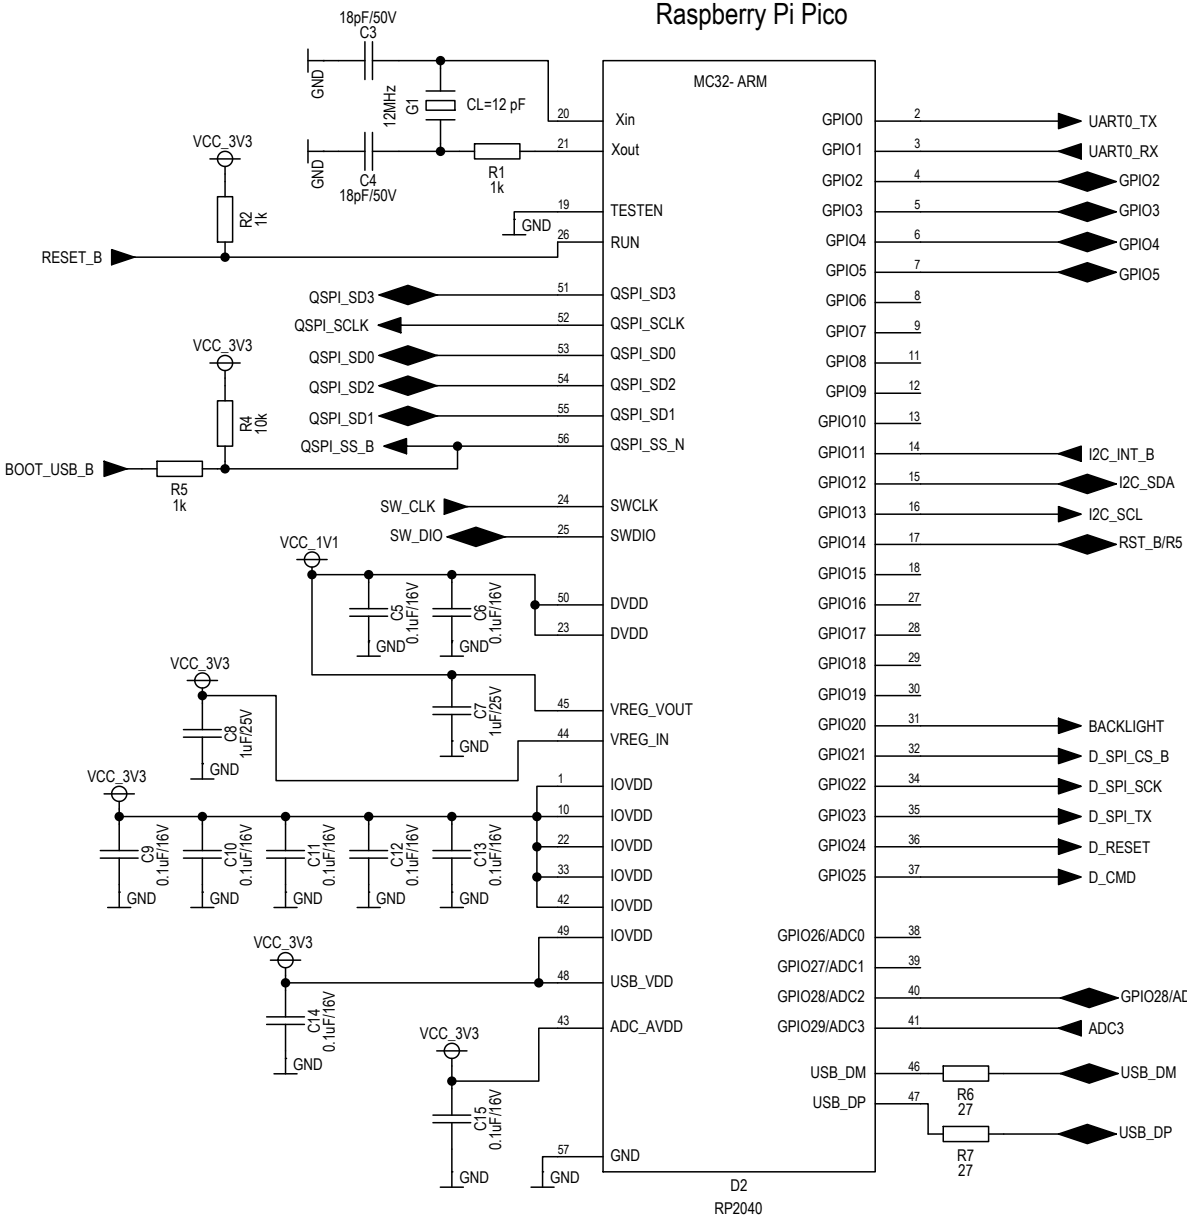 Raspberry Pi Pico
MC32- ARM
18pF/50V
C3
GND
12MHz
G1
CL=12 pF
GND
C4
18pF/50V
R1
1k
20 Xin
21 Xout
VCC_3V3
R2
1k
RESET_B
GND
19 TESTEN
26 RUN
QSPI_SD3 51 QSPI_SD3
QSPI_SCLK 52 QSPI_SCLK
QSPI_SD0 53 QSPI_SD0
QSPI_SD2 54 QSPI_SD2
QSPI_SD1 55 QSPI_SD1
QSPI_SS_B 56 QSPI_SS_N
VCC_3V3
R4
10k
BOOT_USB_B
R5
1k
SW_CLK 24 SWCLK
SW_DIO 25 SWDIO
VCC_1V1
C5
0.1uF/16V
GND
C6
0.1uF/16V
GND
50 DVDD
23 DVDD
VCC_3V3
C8
1uF/25V
GND
C7
1uF/25V
GND
45 VREG_VOUT
44 VREG_IN
VCC_3V3
C9
0.1uF/16V
GND
C10
0.1uF/16V
GND
C11
0.1uF/16V
GND
C12
0.1uF/16V
GND
C13
0.1uF/16V
GND
1 IOVDD
10 IOVDD
22 IOVDD
33 IOVDD
42 IOVDD
49 IOVDD
VCC_3V3
C14
0.1uF/16V
GND
48 USB_VDD
VCC_3V3
C15
0.1uF/16V
GND
43 ADC_AVDD
GND
57 GND
GPIO0 2 UART0_TX
GPIO1 3 UART0_RX
GPIO2 4 GPIO2
GPIO3 5 GPIO3
GPIO4 6 GPIO4
GPIO5 7 GPIO5
GPIO6 8
GPIO7 9
GPIO8 11
GPIO9 12
GPIO10 13
GPIO11 14 I2C_INT_B
GPIO12 15 I2C_SDA
GPIO13 16 I2C_SCL
GPIO14 17 RST_B/R5
GPIO15 18
GPIO16 27
GPIO17 28
GPIO18 29
GPIO19 30
GPIO20 31 BACKLIGHT
GPIO21 32 D_SPI_CS_B
GPIO22 34 D_SPI_SCK
GPIO23 35 D_SPI_TX
GPIO24 36 D_RESET
GPIO25 37 D_CMD
GPIO26/ADC0 38
GPIO27/ADC1 39
GPIO28/ADC2 40 GPIO28/AD
GPIO29/ADC3 41 ADC3
USB_DM 46 USB_DM
R6
27
USB_DP 47 USB_DP
R7
27
D2
RP2040